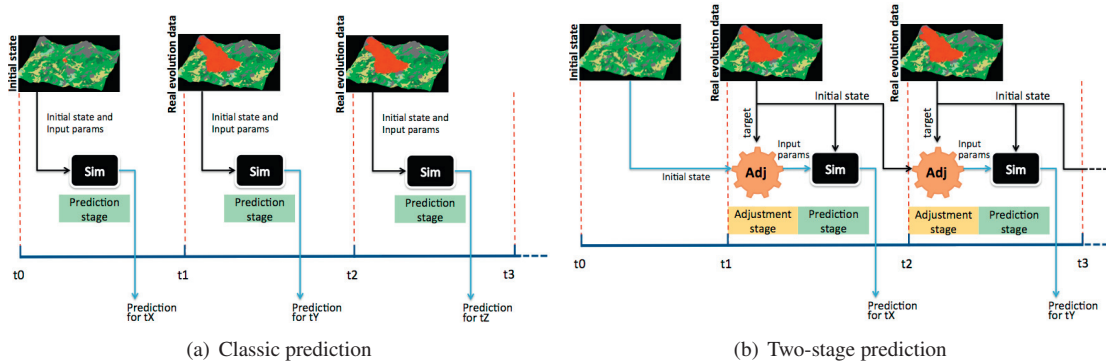 Initial state
Real evolution data
Real evolution data
Initial state and
Input params
Initial state and
Input params
Initial state and
Input params
Sim
Sim
Sim
Prediction
stage
Prediction
stage
Prediction
stage
t0
t1
t2
t3
Prediction
for tX
Prediction
for tY
Prediction
for tZ
(a) Classic prediction
Initial state
Real evolution data
Real evolution data
Initial state
Initial state
target
target
Input
params
Input
params
Initial state
Adj
Sim
Adj
Sim
Adjustment
stage
Prediction
stage
Adjustment
stage
Prediction
stage
t0
t1
t2
t3
Prediction
for tX
Prediction
for tY
(b) Two-stage prediction